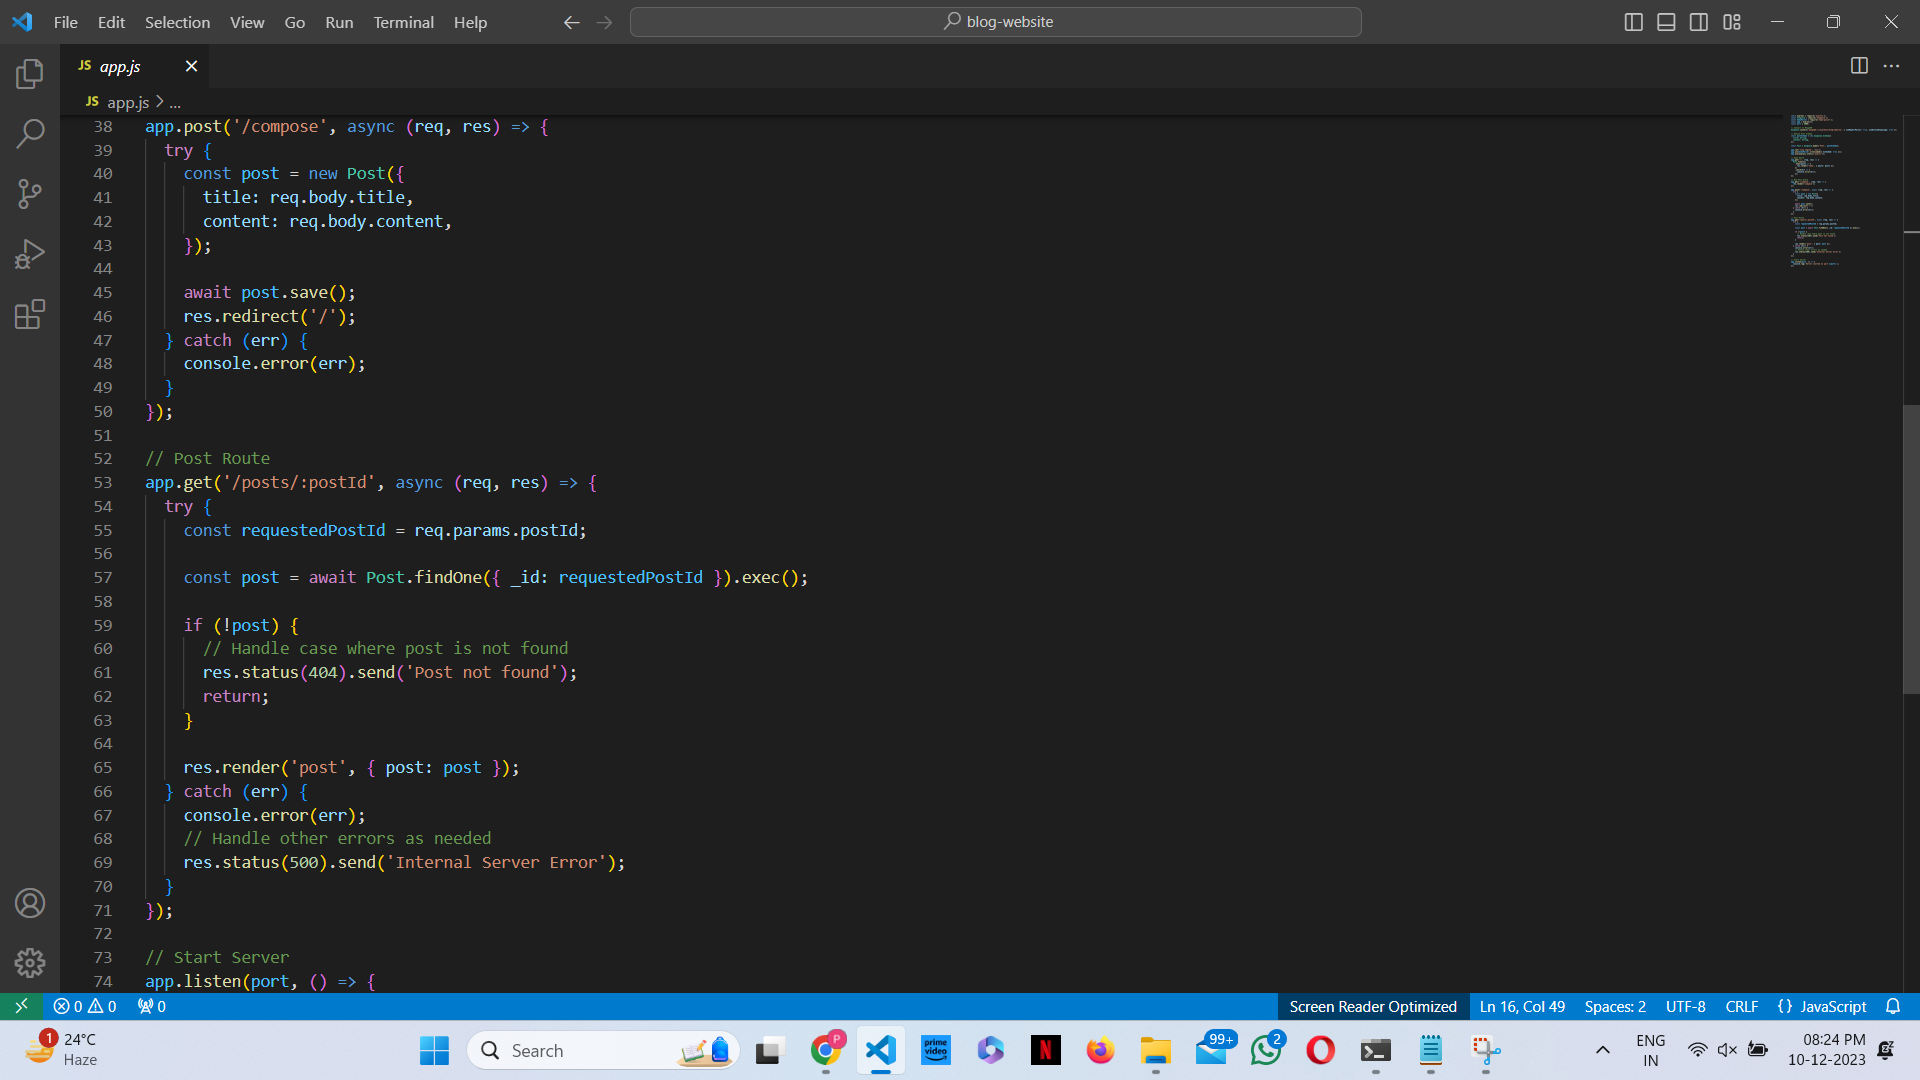 File Edit Selection View Go Run Terminal Help
blog-website
JS app.js
JS app.js > ...
38 app.post('/compose', async (req, res) => {
39 try {
40 const post = new Post({
41 title: req.body.title,
42 content: req.body.content,
43 });
44
45 await post.save();
46 res.redirect('/');
47 } catch (err) {
48 console.error(err);
49 }
50 });
51
52 // Post Route
53 app.get('/posts/:postId', async (req, res) => {
54 try {
55 const requestedPostId = req.params.postId;
56
57 const post = await Post.findOne({ _id: requestedPostId }).exec();
58
59 if (!post) {
60 // Handle case where post is not found
61 res.status(404).send('Post not found');
62 return;
63 }
64
65 res.render('post', { post: post });
66 } catch (err) {
67 console.error(err);
68 // Handle other errors as needed
69 res.status(500).send('Internal Server Error');
70 }
71 });
72
73 // Start Server
74 app.listen(port, () => {
0 0 0 Screen Reader Optimized Ln 16, Col 49 Spaces: 2 UTF-8 CRLF {} JavaScript
1 24°C
Haze
Search
P
prime video
N
99+
2
ENG
IN
08:24 PM
10-12-2023